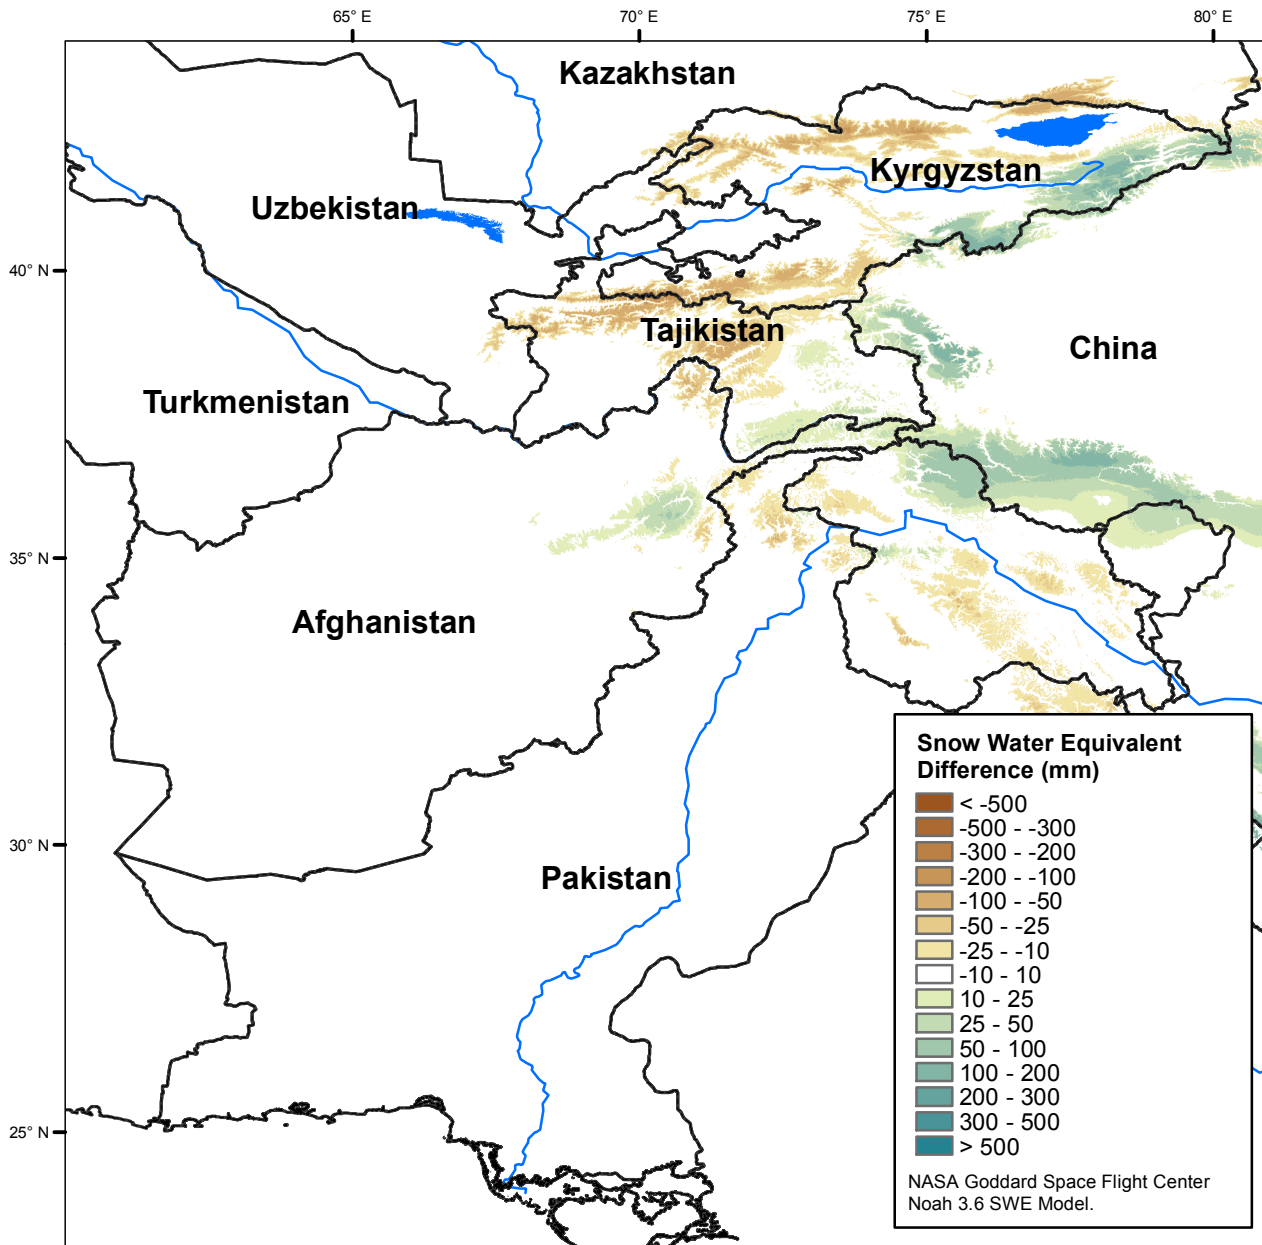 65° E
70° E
75° E
80° E
Kazakhstan
Kyrgyzstan
Uzbekistan
40° N
Tajikistan
China
Turkmenistan
35° N
Afghanistan
Snow Water Equivalent
Difference (mm)
< -500
-500 - -300
-300 - -200
-200 - -100
-100 - -50
-50 - -25
-25 - -10
-10 - 10
10 - 25
25 - 50
50 - 100
100 - 200
200 - 300
300 - 500
> 500
NASA Goddard Space Flight Center
Noah 3.6 SWE Model.
30° N
Pakistan
25° N